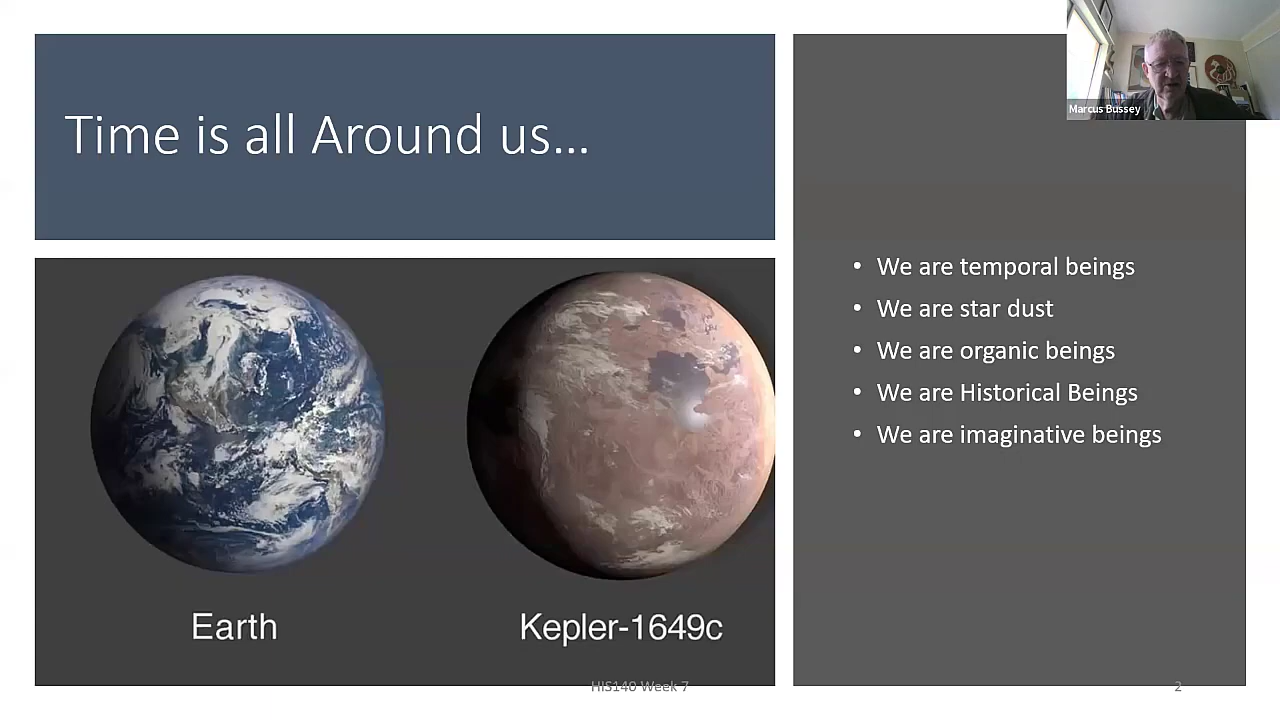 Marcus Bussey
Time is all Around us...
• We are temporal beings
• We are star dust
• We are organic beings
• We are Historical Beings
• We are imaginative beings
Earth
Kepler-1649c
HIS140 Week 7
2